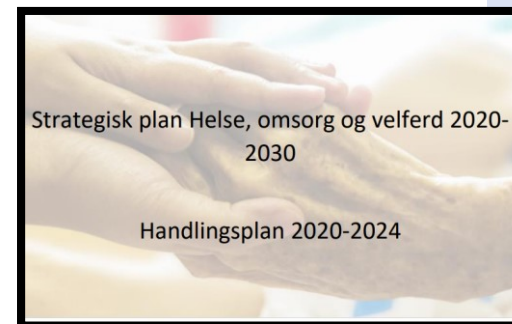 Strategisk plan Helse, omsorg og velferd 2020-
2030
Handlingsplan 2020-2024